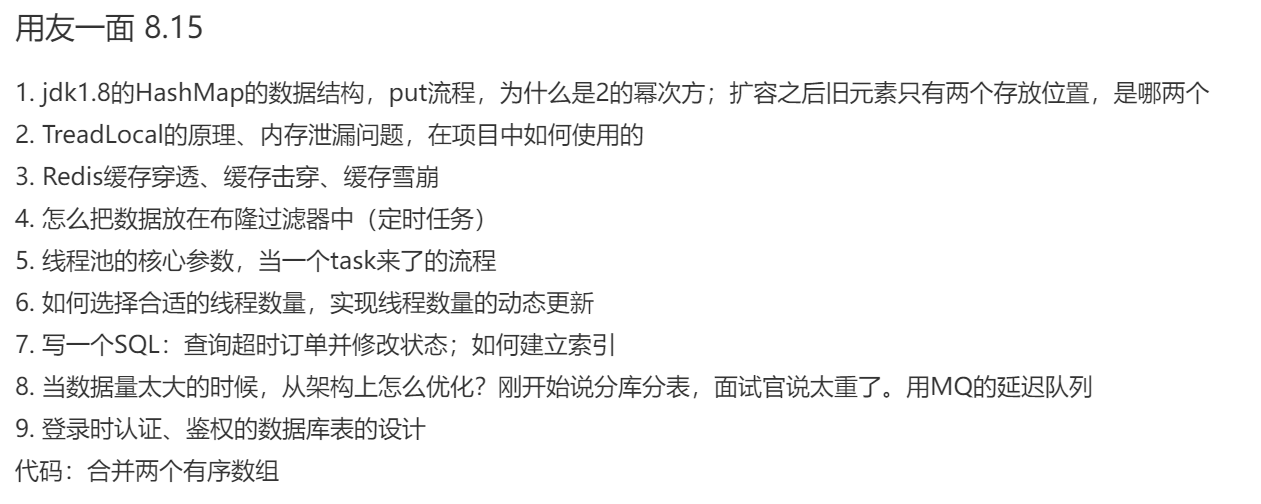 用友一面 8.15
1. jdk1.8的HashMap的数据结构，put流程，为什么是2的幂次方；扩容之后旧元素只有两个存放位置，是哪两个
2. TreadLocal的原理、内存泄漏问题，在项目中如何使用的
3. Redis缓存穿透、缓存击穿、缓存雪崩
4. 怎么把数据放在布隆过滤器中（定时任务）
5. 线程池的核心参数，当一个task来了的流程
6. 如何选择合适的线程数量，实现线程数量的动态更新
7. 写一个SQL：查询超时订单并修改状态；如何建立索引
8. 当数据量太大的时候，从架构上怎么优化？刚开始说分库分表，面试官说太重了。用MQ的延迟队列
9. 登录时认证、鉴权的数据库表的设计
代码：合并两个有序数组